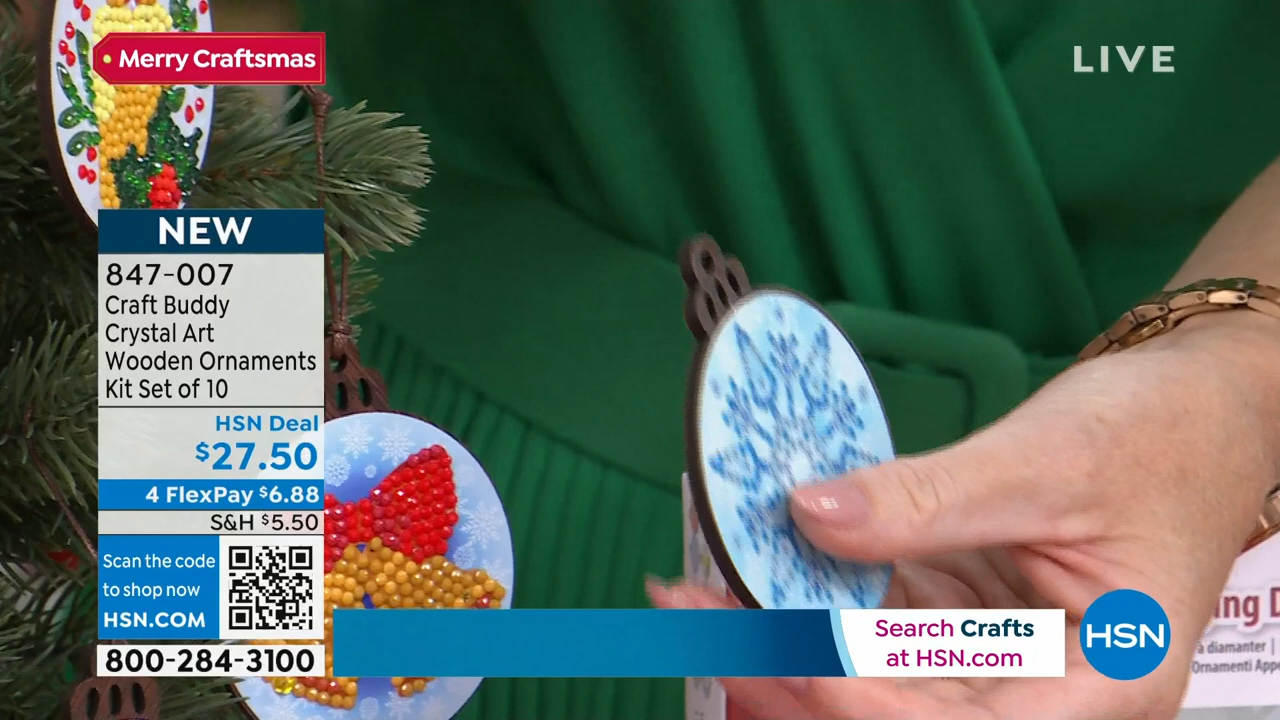 Merry Craftsmas
LIVE
NEW
847-007
Craft Buddy
Crystal Art
Wooden Ornaments
Kit Set of 10
HSN Deal
$27.50
4 FlexPay $6.88
S&H $5.50
Scan the code
to shop now
HSN.COM
800-284-3100
Search Crafts
at HSN.com
HSN
à diamanter |